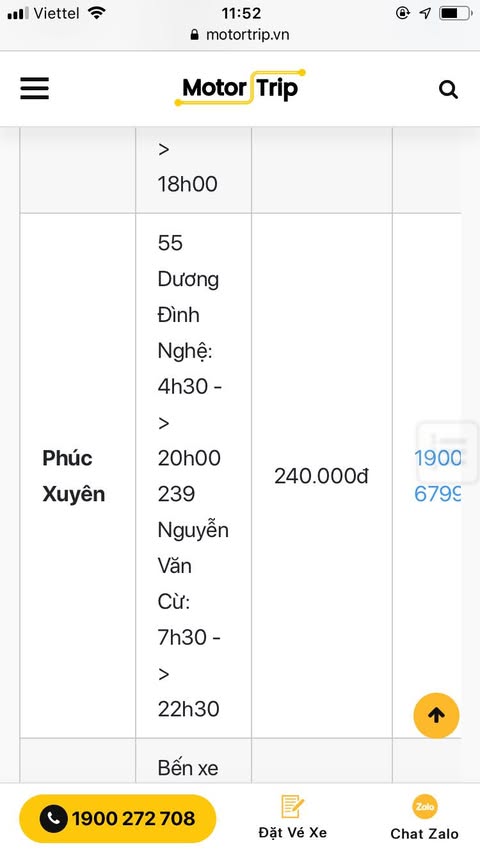 Viettel 11:52
motortrip.vn
Motor Trip
>
18h00
55
Dương
Đình
Nghệ:
4h30 -
>
20h00
239
Nguyễn
Văn
Cừ:
7h30 -
>
22h30
Phúc
Xuyên
240.000đ
1900
6799
Bến xe
1900 272 708
Đặt Vé Xe
Zalo
Chat Zalo